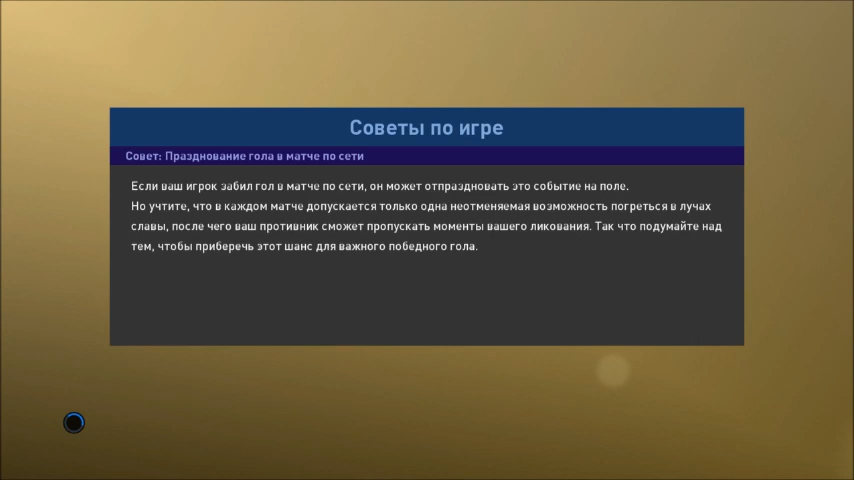 Советы по игре
Совет: Празднование гола в матче по сети
Если ваш игрок забил гол в матче по сети, он может отпраздновать это событие на поле.
Но учтите, что в каждом матче допускается только одна неотменяемая возможность погреться в лучах
славы, после чего ваш противник сможет пропускать моменты вашего ликования. Так что подумайте над
тем, чтобы приберечь этот шанс для важного победного гола.